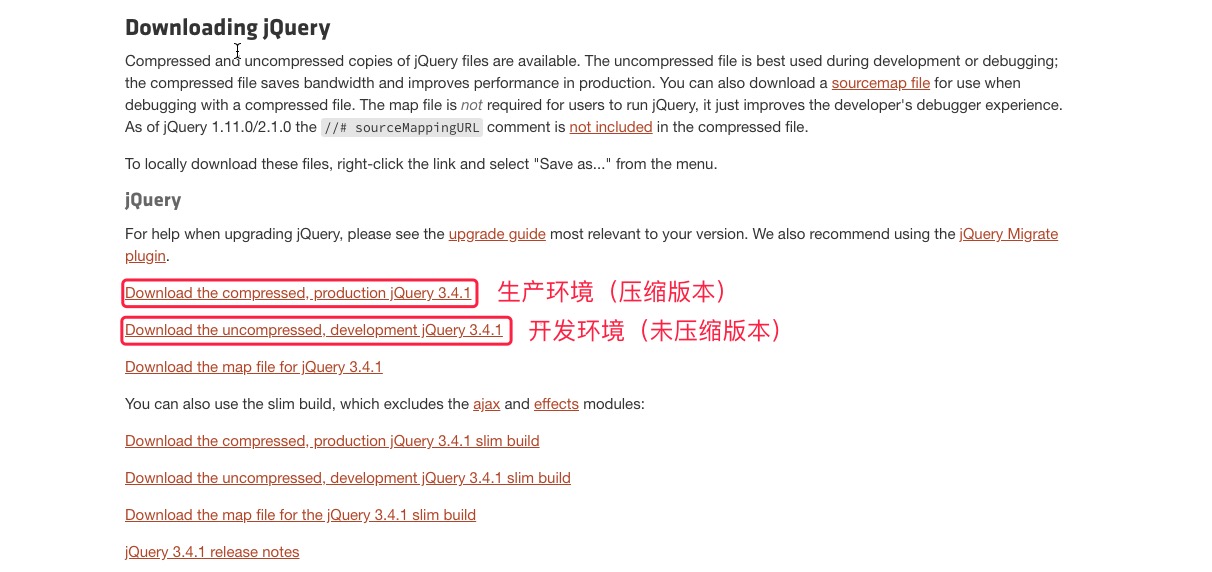 Downloading jQuery
Compressed and uncompressed copies of jQuery files are available. The uncompressed file is best used during development or debugging;
the compressed file saves bandwidth and improves performance in production. You can also download a sourcemap file for use when
debugging with a compressed file. The map file is not required for users to run jQuery, it just improves the developer's debugger experience.
As of jQuery 1.11.0/2.1.0 the //# sourceMappingURL comment is not included in the compressed file.
To locally download these files, right-click the link and select "Save as..." from the menu.
jQuery
For help when upgrading jQuery, please see the upgrade guide most relevant to your version. We also recommend using the jQuery Migrate
plugin.
Download the compressed, production jQuery 3.4.1 生产环境（压缩版本）
Download the uncompressed, development jQuery 3.4.1 开发环境（未压缩版本）
Download the map file for jQuery 3.4.1
You can also use the slim build, which excludes the ajax and effects modules:
Download the compressed, production jQuery 3.4.1 slim build
Download the uncompressed, development jQuery 3.4.1 slim build
Download the map file for the jQuery 3.4.1 slim build
jQuery 3.4.1 release notes